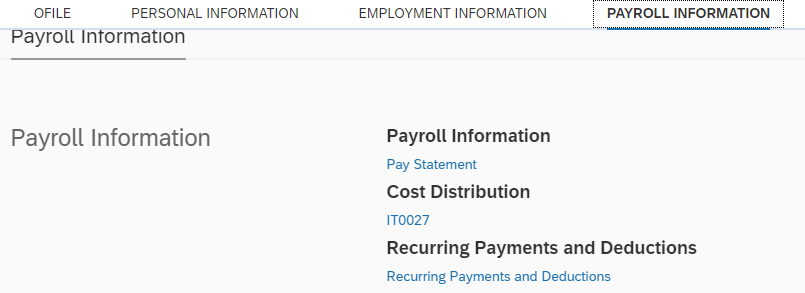 OFILE PERSONAL INFORMATION EMPLOYMENT INFORMATION PAYROLL INFORMATION
Payroll Information
Payroll Information
Payroll Information
Pay Statement
Cost Distribution
IT0027
Recurring Payments and Deductions
Recurring Payments and Deductions